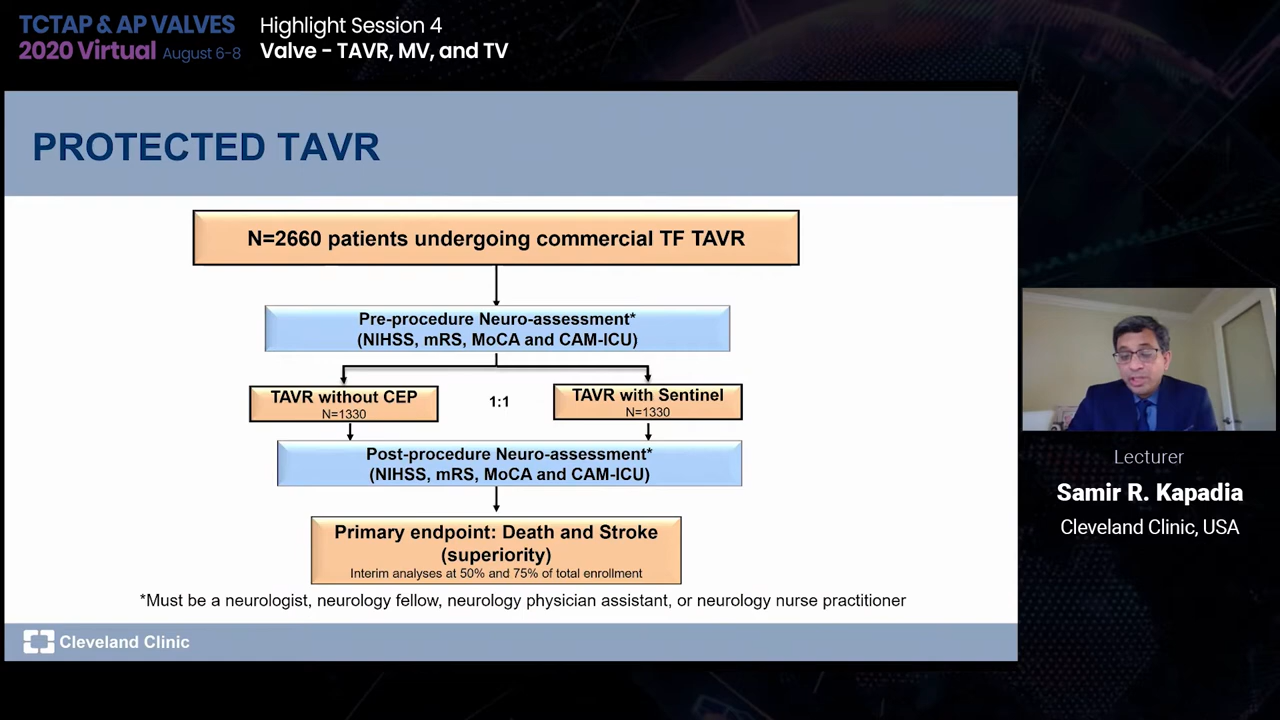 TCTAP & AP VALVES
2020 Virtual August 6-8
Highlight Session 4
Valve - TAVR, MV, and TV
PROTECTED TAVR
N=2660 patients undergoing commercial TF TAVR
Pre-procedure Neuro-assessment*
(NIHSS, mRS, MoCA and CAM-ICU)
TAVR without CEP
N=1330
1:1
TAVR with Sentinel
N=1330
Post-procedure Neuro-assessment*
(NIHSS, mRS, MoCA and CAM-ICU)
Primary endpoint: Death and Stroke
(superiority)
Interim analyses at 50% and 75% of total enrollment
*Must be a neurologist, neurology fellow, neurology physician assistant, or neurology nurse practitioner
Cleveland Clinic
Lecturer
Samir R. Kapadia
Cleveland Clinic, USA